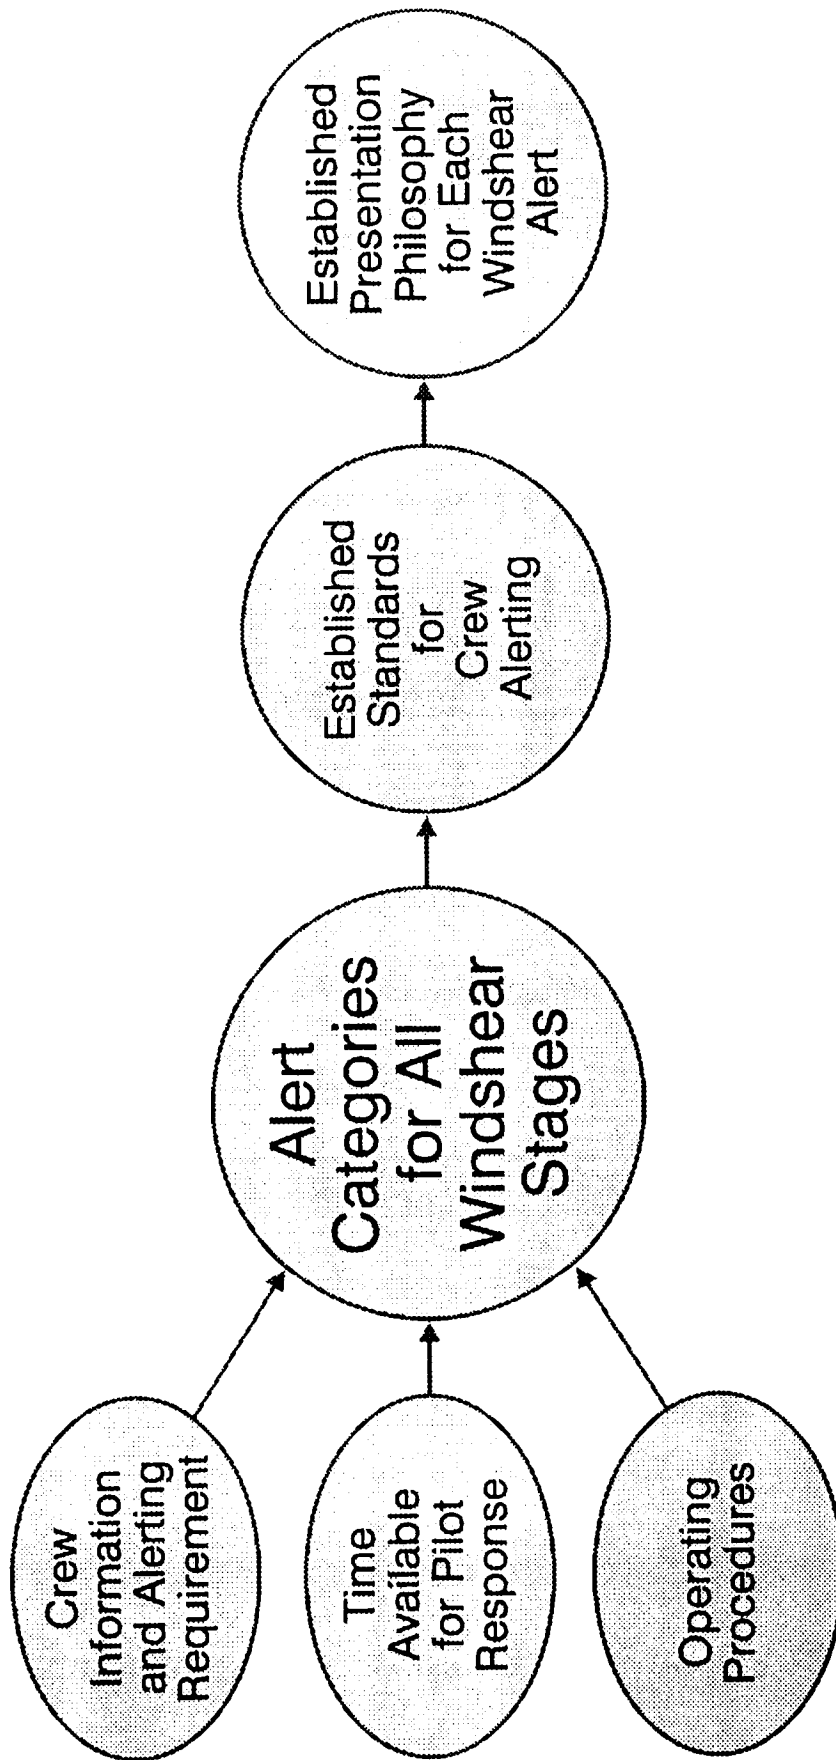 Crew
Information
and Alerting
Requirement
Time
Available
for Pilot
Response
Operating
Procedures
Alert
Categories
for All
Windshear
Stages
Established
Standards
for
Crew
Alerting
Established
Presentation
Philosophy
for Each
Windshear
Alert